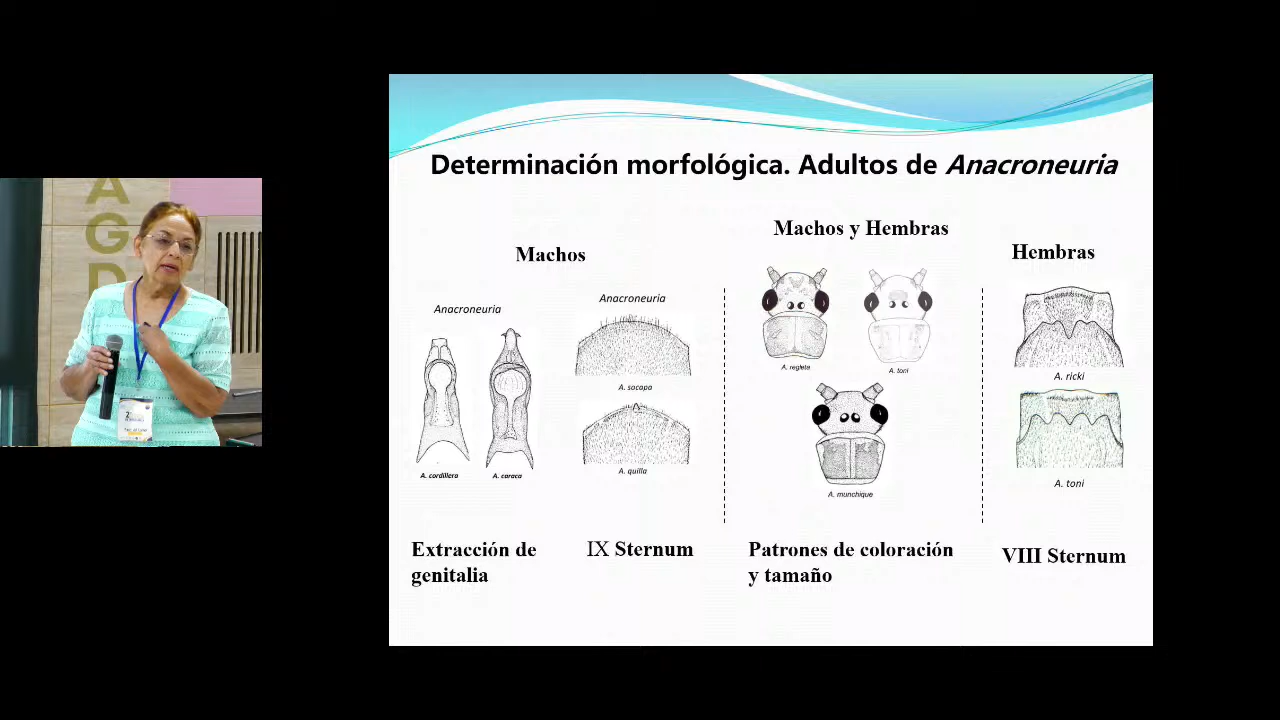 AGD
Determinación morfológica. Adultos de Anacroneuria
Machos
Anacroneuria
A. cordillera
A. caraca
Extracción de
genitalia
Anacroneuria
A. socapa
A. quilla
IX Sternum
Machos y Hembras
A. regleta
A. toni
A. munchique
Patrones de coloración
y tamaño
Hembras
A. ricki
A. toni
VIII Sternum